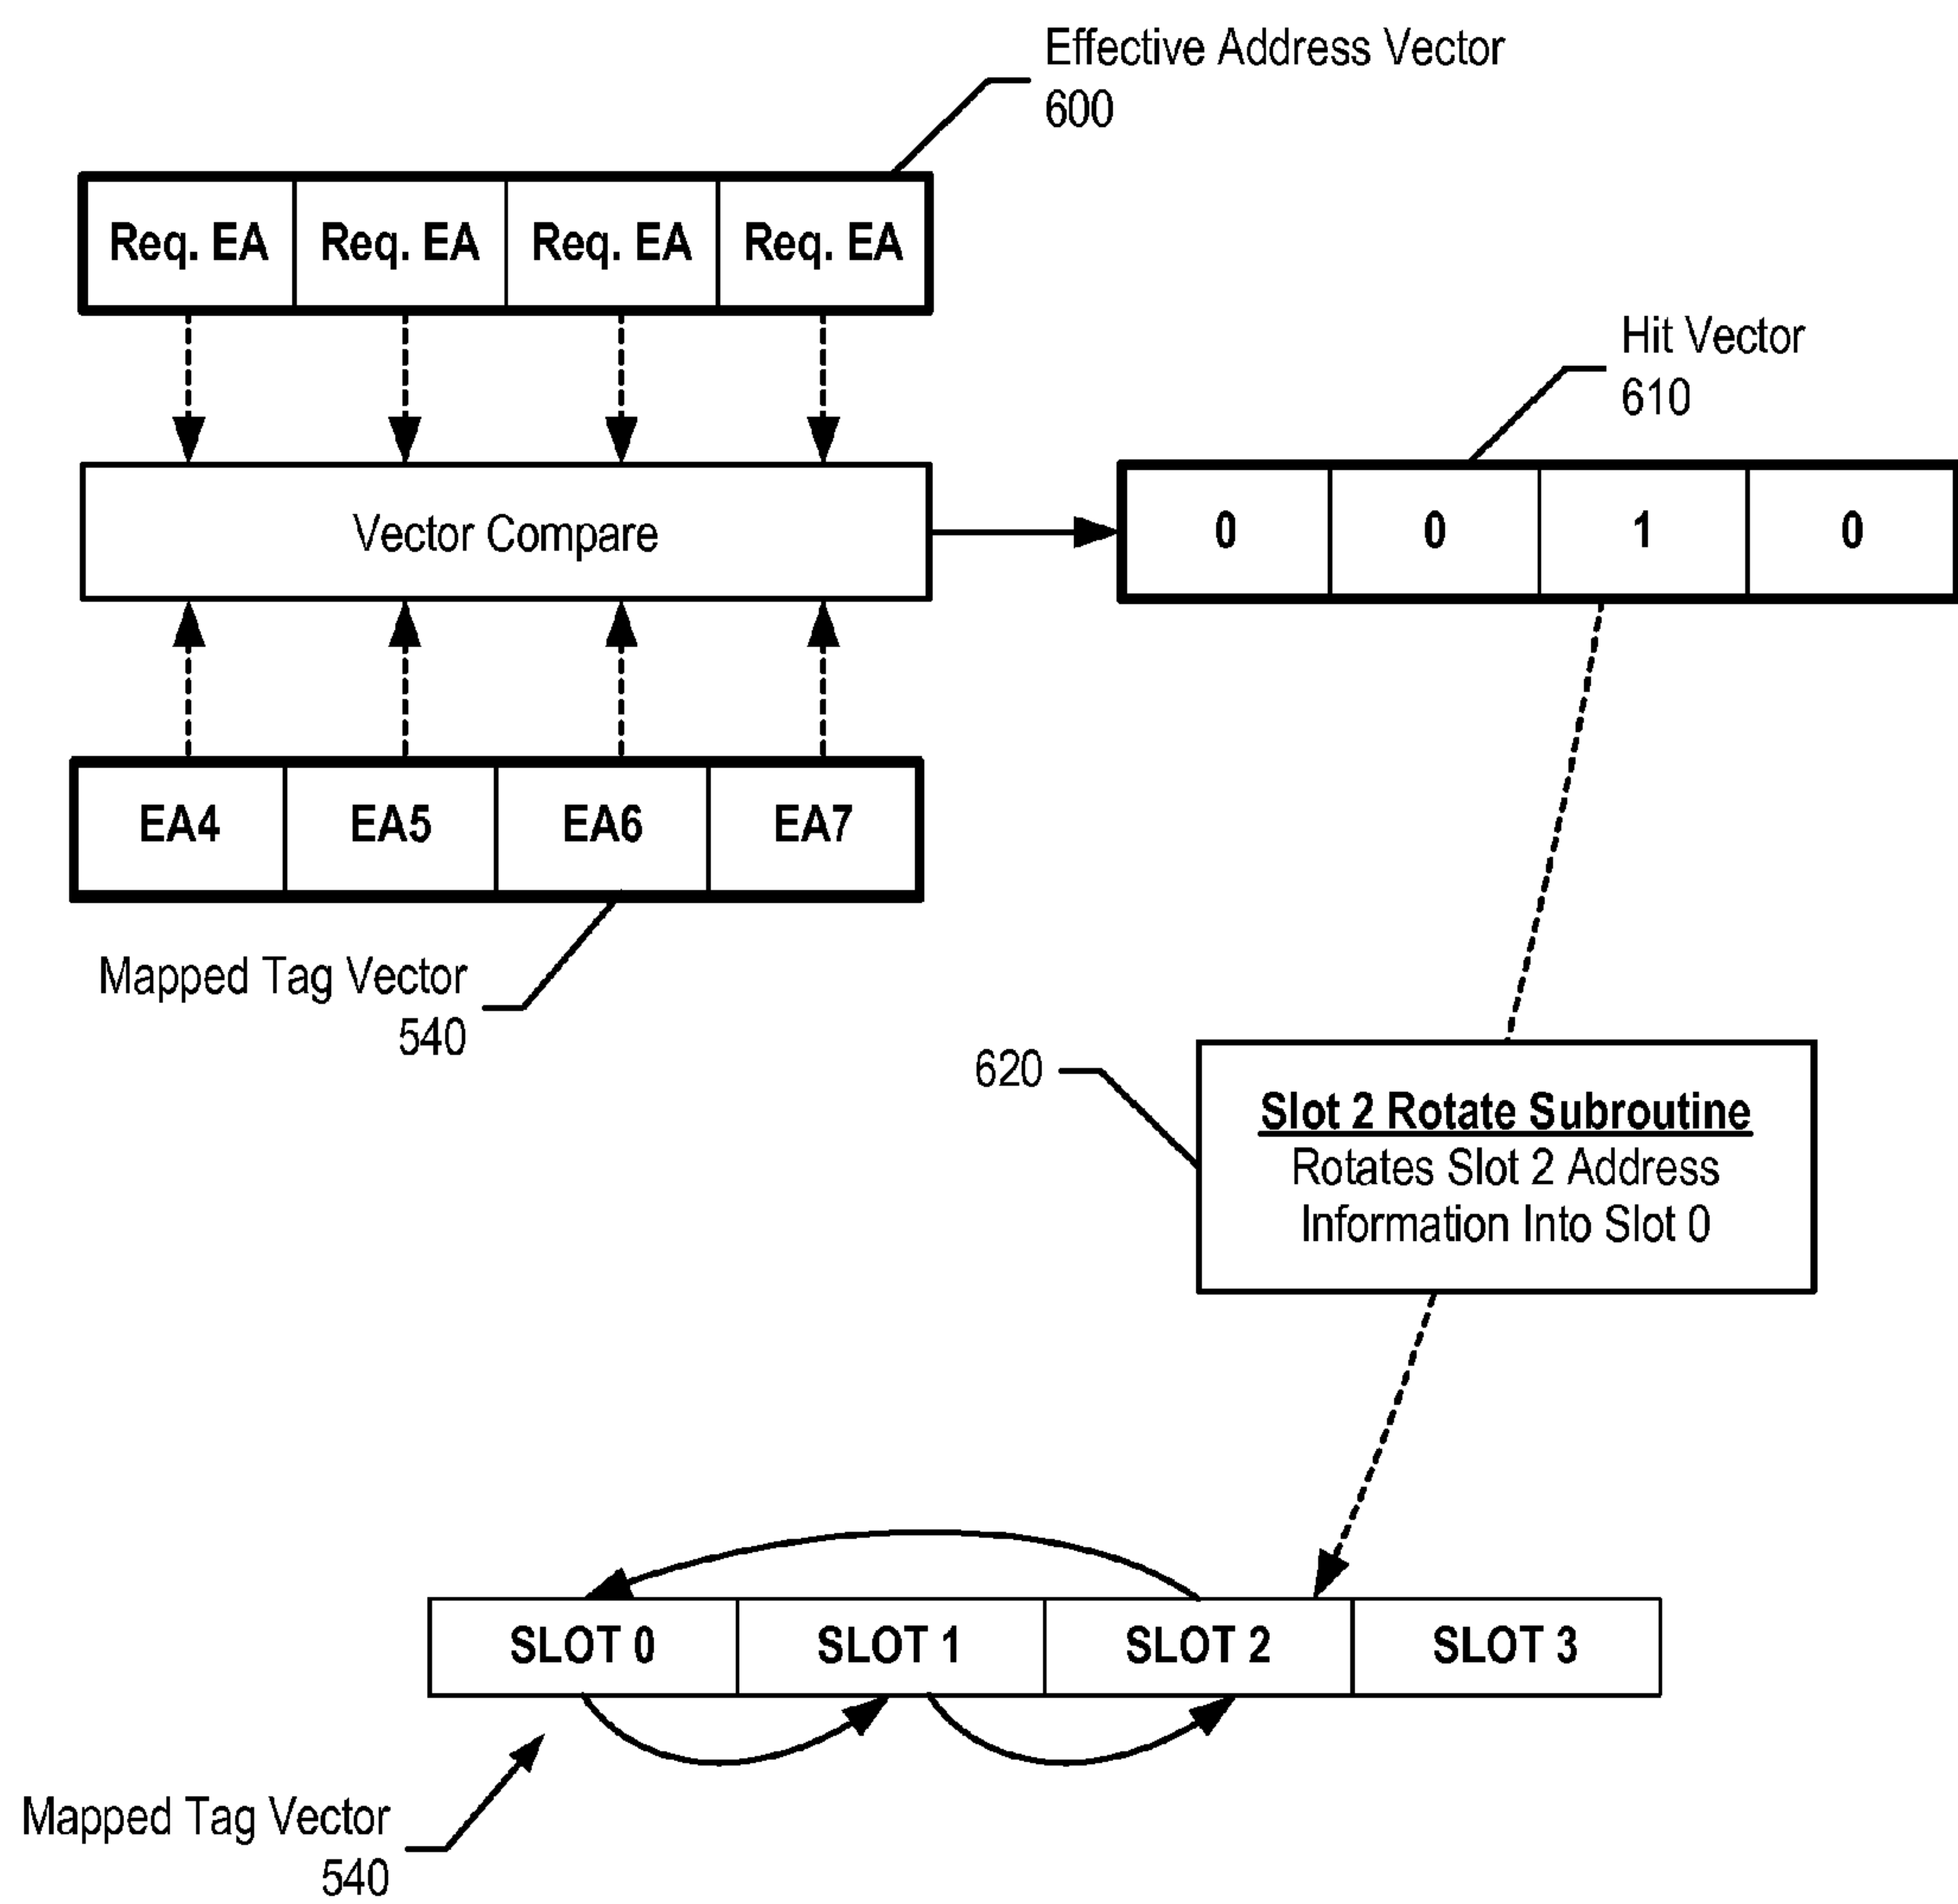 Effective Address Vector
600
Req. EA Req. EA Req. EA Req. EA
Hit Vector
610
Vector Compare
0 0 1 0
EA4 EA5 EA6 EA7
Mapped Tag Vector
540
620
Slot 2 Rotate Subroutine
Rotates Slot 2 Address
Information Into Slot 0
SLOT 0 SLOT 1 SLOT 2 SLOT 3
Mapped Tag Vector
540